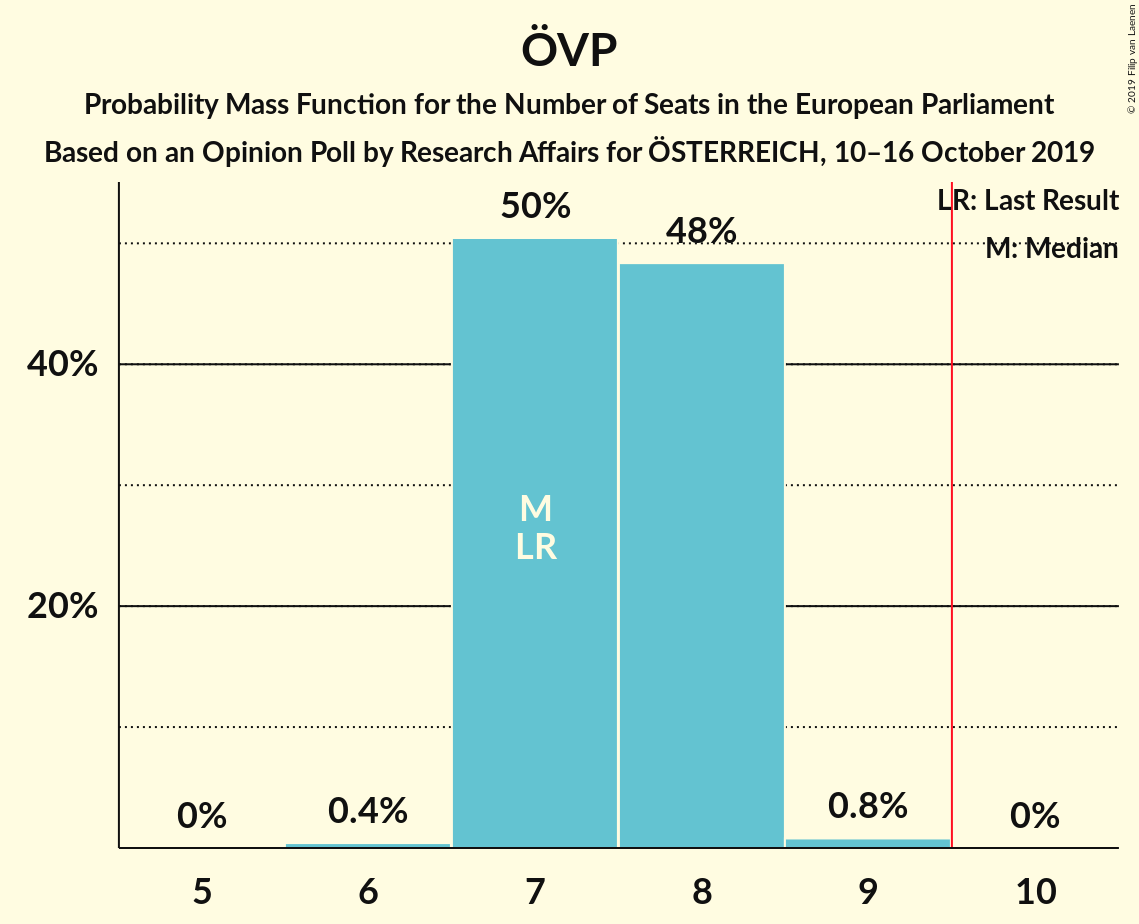 ÖVP
Probability Mass Function for the Number of Seats in the European Parliament
Based on an Opinion Poll by Research Affairs for ÖSTERREICH, 10–16 October 2019
© 2019 Filip van Laenen
LR: Last Result
M: Median
50%
48%
40%
M
LR
20%
0%
0.4%
0.8%
0%
5
6
7
8
9
10